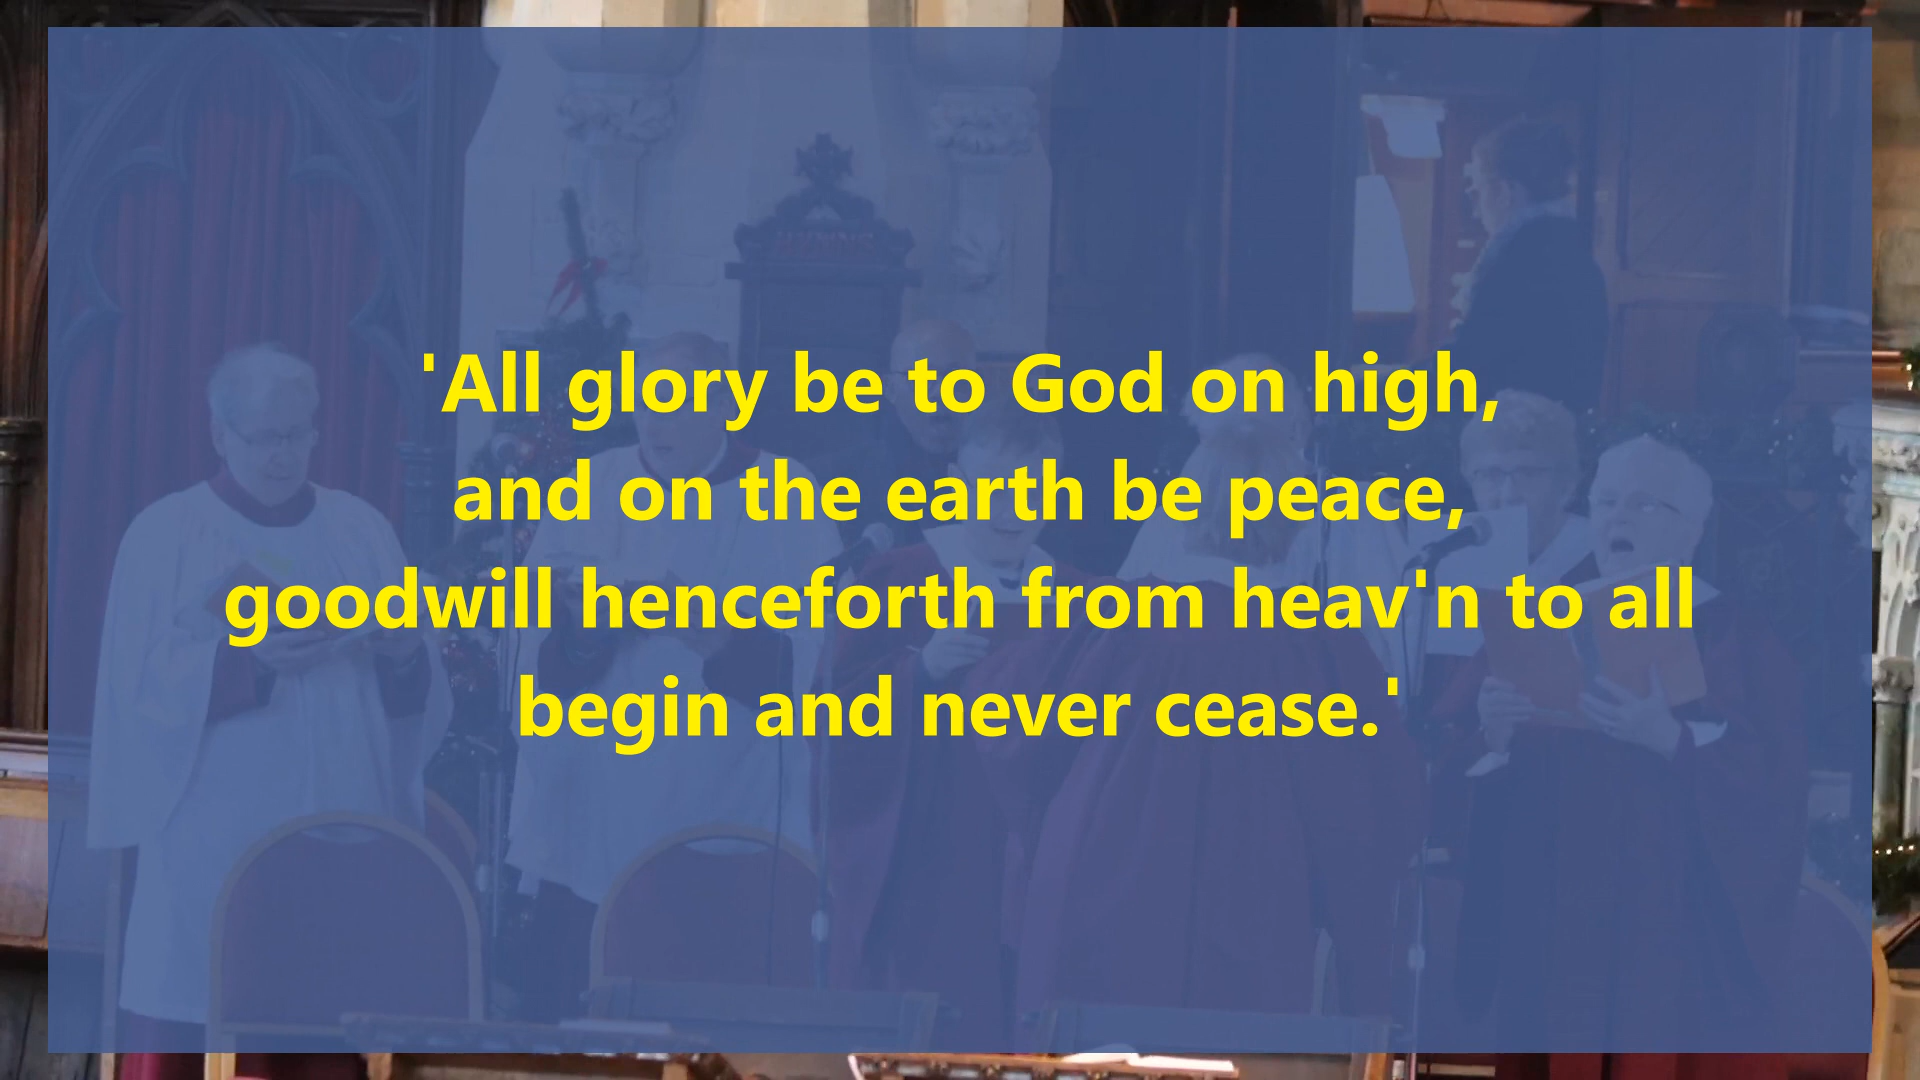 'All glory be to God on high,
and on the earth be peace,
goodwill henceforth from heav'n to all
begin and never cease.'